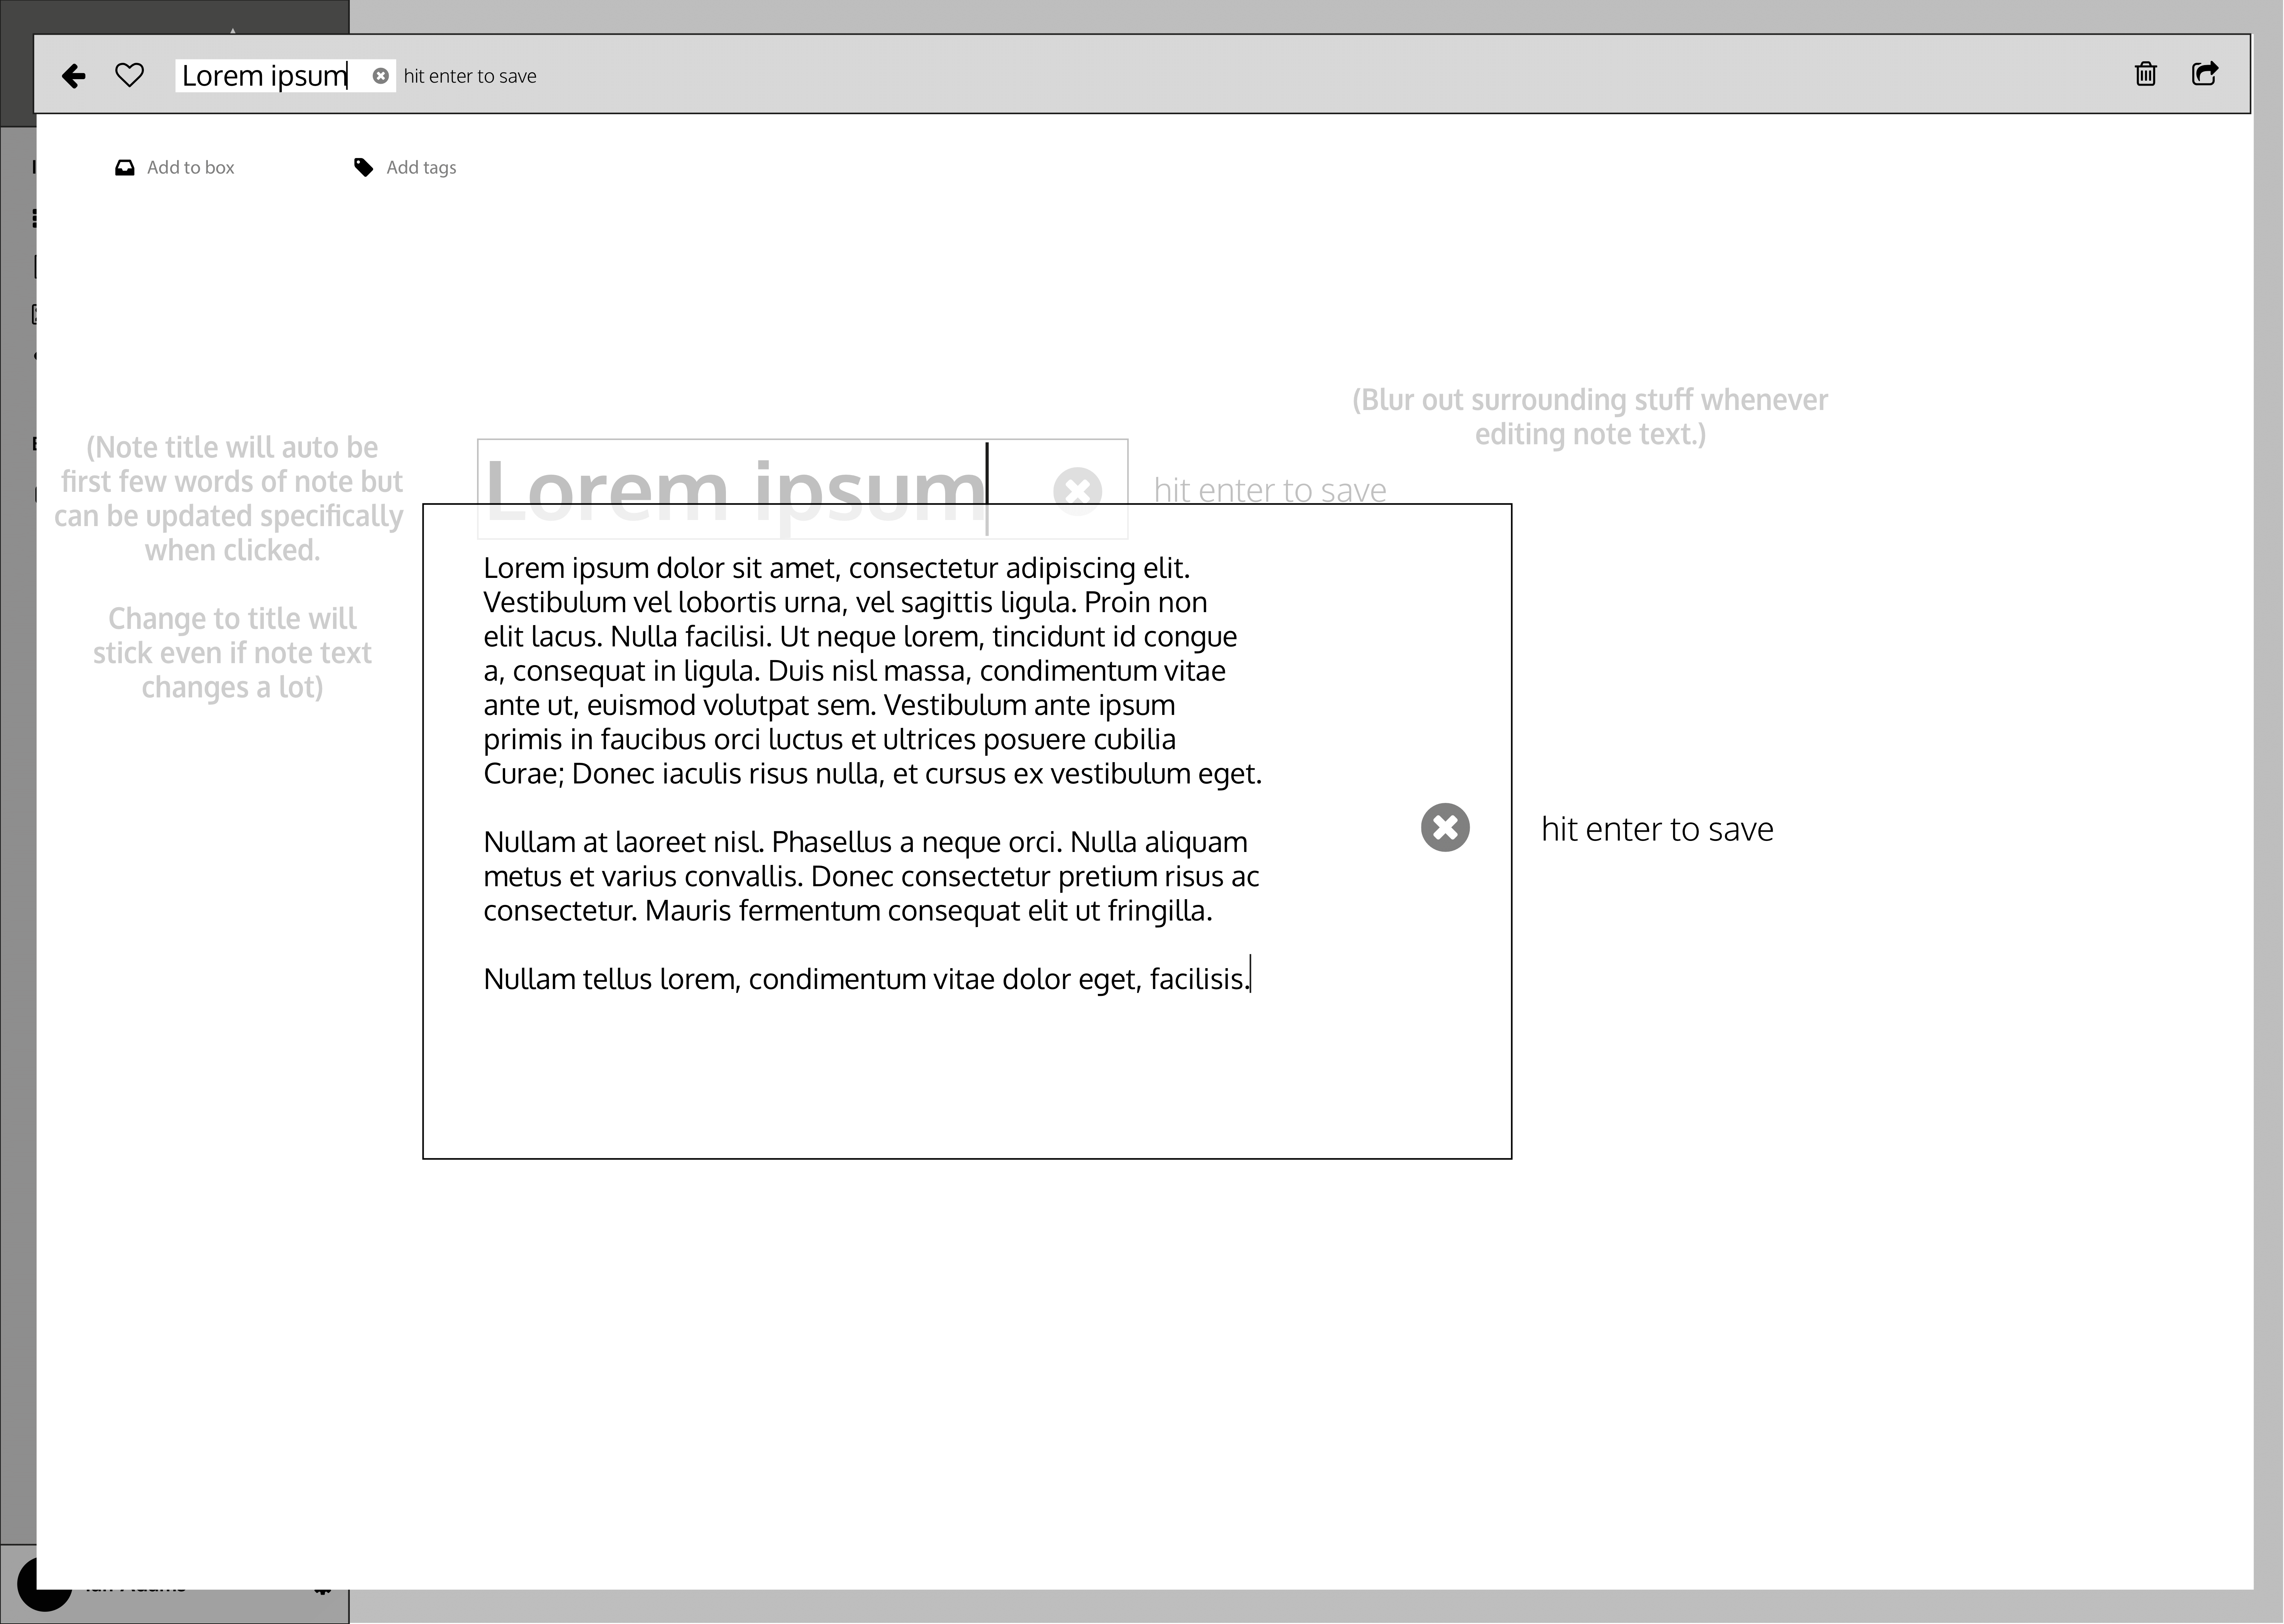 Lorem ipsum
hit enter to save
Add to box
Add tags
(Blur out surrounding stuff whenever
editing note text.)
(Note title will auto be
first few words of note but
can be updated specifically
when clicked.
Change to title will
stick even if note text
changes a lot)
Lorem ipsum
hit enter to save
Lorem ipsum dolor sit amet, consectetur adipiscing elit.
Vestibulum vel lobortis urna, vel sagittis ligula. Proin non
elit lacus. Nulla facilisi. Ut neque lorem, tincidunt id congue
a, consequat in ligula. Duis nisl massa, condimentum vitae
ante ut, euismod volutpat sem. Vestibulum ante ipsum
primis in faucibus orci luctus et ultrices posuere cubilia
Curae; Donec iaculis risus nulla, et cursus ex vestibulum eget.
Nullam at laoreet nisl. Phasellus a neque orci. Nulla aliquam
metus et varius convallis. Donec consectetur pretium risus ac
consectetur. Mauris fermentum consequat elit ut fringilla.
Nullam tellus lorem, condimentum vitae dolor eget, facilisis.
hit enter to save